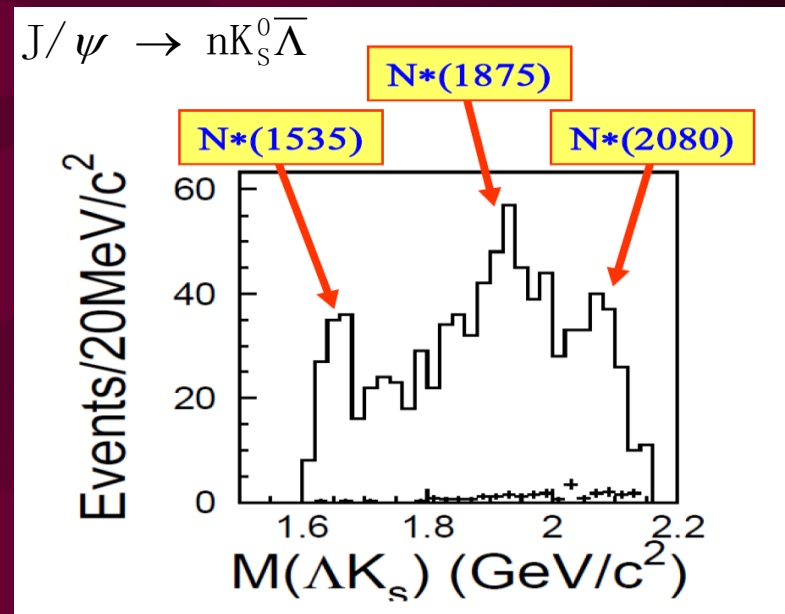 J/ψ → nK⁰_S Λ̅
N*(1875)
N*(1535)
N*(2080)
Events/20MeV/c²
60
40
20
0
1.6 1.8 2 2.2
M(ΛKₛ) (GeV/c²)